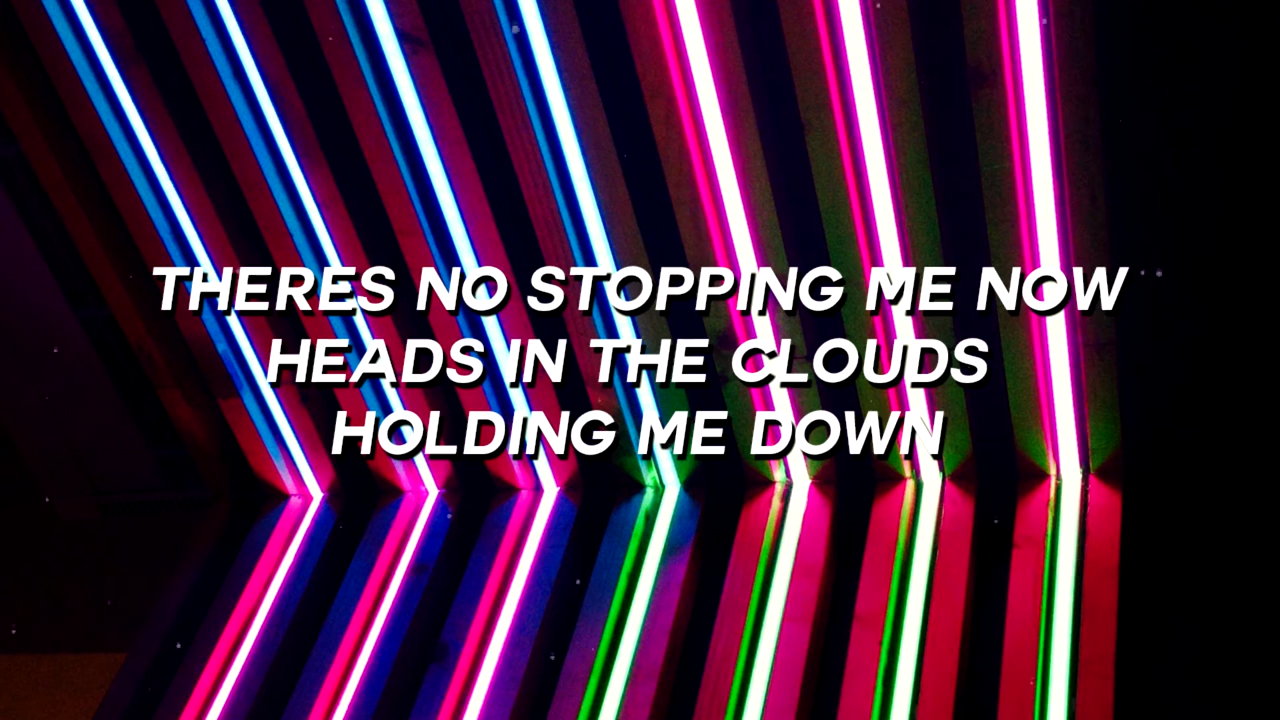 THERES NO STOPPING ME NOW
HEADS IN THE CLOUDS
HOLDING ME DOWN